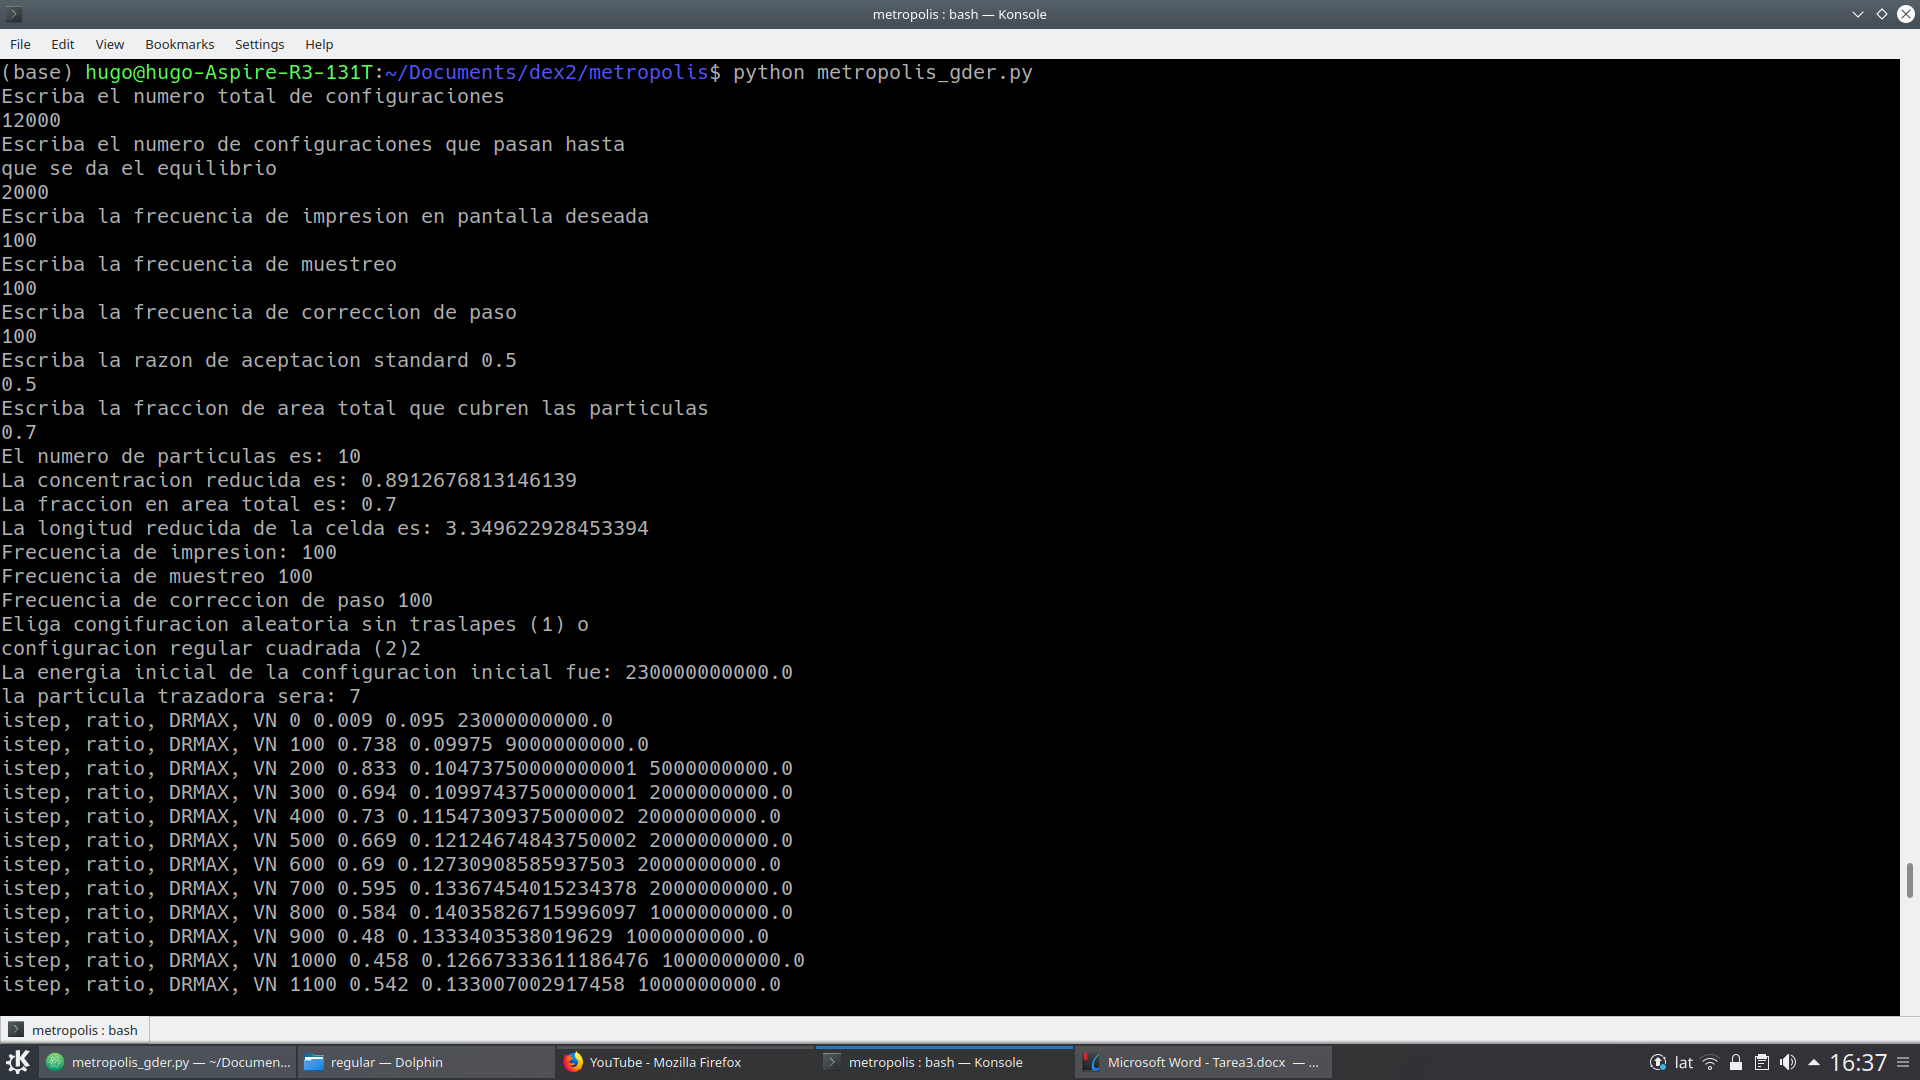 metropolis : bash — Konsole
File Edit View Bookmarks Settings Help
(base) hugo@hugo-Aspire-R3-131T:~/Documents/dex2/metropolis$ python metropolis_gder.py
Escriba el numero total de configuraciones
12000
Escriba el numero de configuraciones que pasan hasta
que se da el equilibrio
2000
Escriba la frecuencia de impresion en pantalla deseada
100
Escriba la frecuencia de muestreo
100
Escriba la frecuencia de correccion de paso
100
Escriba la razon de aceptacion standard 0.5
0.5
Escriba la fraccion de area total que cubren las particulas
0.7
El numero de particulas es: 10
La concentracion reducida es: 0.8912676813146139
La fraccion en area total es: 0.7
La longitud reducida de la celda es: 3.349622928453394
Frecuencia de impresion: 100
Frecuencia de muestreo 100
Frecuencia de correccion de paso 100
Eliga congifuracion aleatoria sin traslapes (1) o
configuracion regular cuadrada (2)2
La energia inicial de la configuracion inicial fue: 230000000000.0
la particula trazadora sera: 7
istep, ratio, DRMAX, VN 0 0.009 0.095 23000000000.0
istep, ratio, DRMAX, VN 100 0.738 0.09975 9000000000.0
istep, ratio, DRMAX, VN 200 0.833 0.10473750000000001 5000000000.0
istep, ratio, DRMAX, VN 300 0.694 0.10997437500000001 2000000000.0
istep, ratio, DRMAX, VN 400 0.73 0.11547309375000002 2000000000.0
istep, ratio, DRMAX, VN 500 0.669 0.12124674843750002 2000000000.0
istep, ratio, DRMAX, VN 600 0.69 0.12730908585937503 2000000000.0
istep, ratio, DRMAX, VN 700 0.595 0.13367454015234378 2000000000.0
istep, ratio, DRMAX, VN 800 0.584 0.14035826715996097 1000000000.0
istep, ratio, DRMAX, VN 900 0.48 0.1333403538019629 1000000000.0
istep, ratio, DRMAX, VN 1000 0.458 0.12667333611186476 1000000000.0
istep, ratio, DRMAX, VN 1100 0.542 0.133007002917458 1000000000.0
metropolis : bash
metropolis_gder.py — ~/Documen... regular — Dolphin YouTube - Mozilla Firefox metropolis : bash — Konsole Microsoft Word - Tarea3.docx — ... lat 16:37